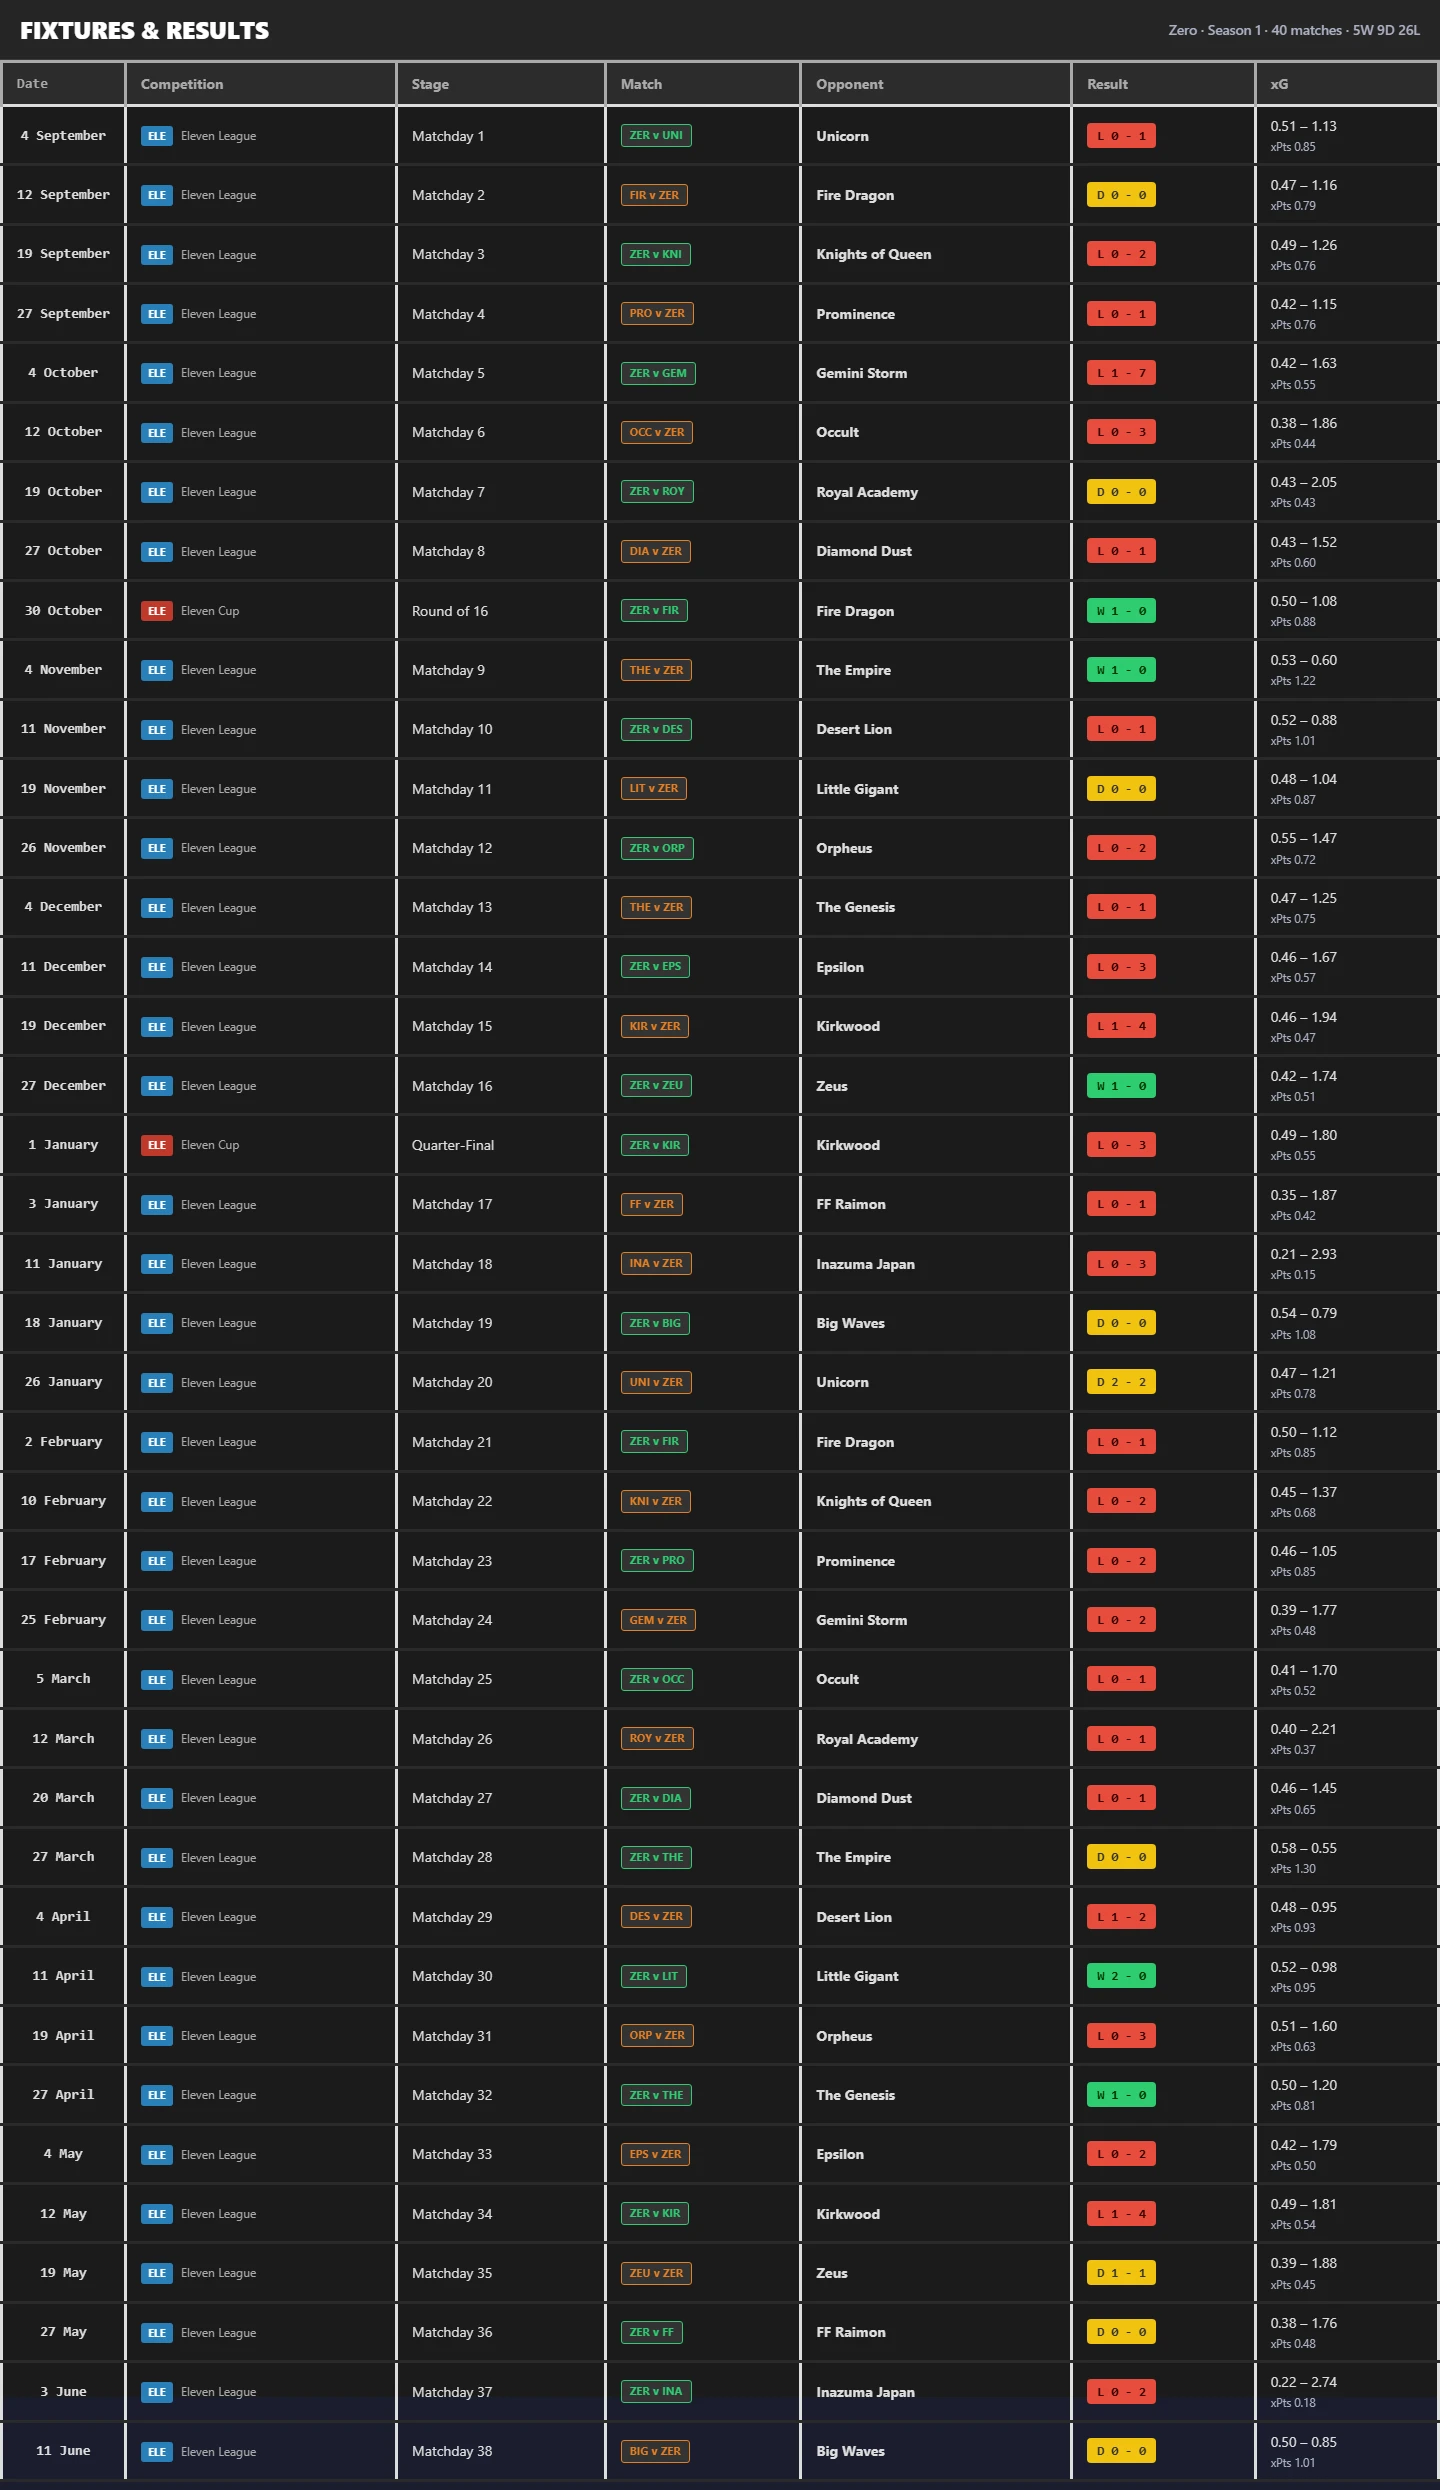 FIXTURES & RESULTS
Zero · Season 1 · 40 matches · 5W 9D 26L
Date Competition Stage Match Opponent Result xG
4 September ELE Eleven League Matchday 1 ZER v UNI Unicorn L 0 - 1 0.51 – 1.13
xPts 0.85
12 September ELE Eleven League Matchday 2 FIR v ZER Fire Dragon D 0 - 0 0.47 – 1.16
xPts 0.79
19 September ELE Eleven League Matchday 3 ZER v KNI Knights of Queen L 0 - 2 0.49 – 1.26
xPts 0.76
27 September ELE Eleven League Matchday 4 PRO v ZER Prominence L 0 - 1 0.42 – 1.15
xPts 0.76
4 October ELE Eleven League Matchday 5 ZER v GEM Gemini Storm L 1 - 7 0.42 – 1.63
xPts 0.55
12 October ELE Eleven League Matchday 6 OCC v ZER Occult L 0 - 3 0.38 – 1.86
xPts 0.44
19 October ELE Eleven League Matchday 7 ZER v ROY Royal Academy D 0 - 0 0.43 – 2.05
xPts 0.43
27 October ELE Eleven League Matchday 8 DIA v ZER Diamond Dust L 0 - 1 0.43 – 1.52
xPts 0.60
30 October ELE Eleven Cup Round of 16 ZER v FIR Fire Dragon W 1 - 0 0.50 – 1.08
xPts 0.88
4 November ELE Eleven League Matchday 9 THE v ZER The Empire W 1 - 0 0.53 – 0.60
xPts 1.22
11 November ELE Eleven League Matchday 10 ZER v DES Desert Lion L 0 - 1 0.52 – 0.88
xPts 1.01
19 November ELE Eleven League Matchday 11 LIT v ZER Little Gigant D 0 - 0 0.48 – 1.04
xPts 0.87
26 November ELE Eleven League Matchday 12 ZER v ORP Orpheus L 0 - 2 0.55 – 1.47
xPts 0.72
4 December ELE Eleven League Matchday 13 THE v ZER The Genesis L 0 - 1 0.47 – 1.25
xPts 0.75
11 December ELE Eleven League Matchday 14 ZER v EPS Epsilon L 0 - 3 0.46 – 1.67
xPts 0.57
19 December ELE Eleven League Matchday 15 KIR v ZER Kirkwood L 1 - 4 0.46 – 1.94
xPts 0.47
27 December ELE Eleven League Matchday 16 ZER v ZEU Zeus W 1 - 0 0.42 – 1.74
xPts 0.51
1 January ELE Eleven Cup Quarter-Final ZER v KIR Kirkwood L 0 - 3 0.49 – 1.80
xPts 0.55
3 January ELE Eleven League Matchday 17 FF v ZER FF Raimon L 0 - 1 0.35 – 1.87
xPts 0.42
11 January ELE Eleven League Matchday 18 INA v ZER Inazuma Japan L 0 - 3 0.21 – 2.93
xPts 0.15
18 January ELE Eleven League Matchday 19 ZER v BIG Big Waves D 0 - 0 0.54 – 0.79
xPts 1.08
26 January ELE Eleven League Matchday 20 UNI v ZER Unicorn D 2 - 2 0.47 – 1.21
xPts 0.78
2 February ELE Eleven League Matchday 21 ZER v FIR Fire Dragon L 0 - 1 0.50 – 1.12
xPts 0.85
10 February ELE Eleven League Matchday 22 KNI v ZER Knights of Queen L 0 - 2 0.45 – 1.37
xPts 0.68
17 February ELE Eleven League Matchday 23 ZER v PRO Prominence L 0 - 2 0.46 – 1.05
xPts 0.85
25 February ELE Eleven League Matchday 24 GEM v ZER Gemini Storm L 0 - 2 0.39 – 1.77
xPts 0.48
5 March ELE Eleven League Matchday 25 ZER v OCC Occult L 0 - 1 0.41 – 1.70
xPts 0.52
12 March ELE Eleven League Matchday 26 ROY v ZER Royal Academy L 0 - 1 0.40 – 2.21
xPts 0.37
20 March ELE Eleven League Matchday 27 ZER v DIA Diamond Dust L 0 - 1 0.46 – 1.45
xPts 0.65
27 March ELE Eleven League Matchday 28 ZER v THE The Empire D 0 - 0 0.58 – 0.55
xPts 1.30
4 April ELE Eleven League Matchday 29 DES v ZER Desert Lion L 1 - 2 0.48 – 0.95
xPts 0.93
11 April ELE Eleven League Matchday 30 ZER v LIT Little Gigant W 2 - 0 0.52 – 0.98
xPts 0.95
19 April ELE Eleven League Matchday 31 ORP v ZER Orpheus L 0 - 3 0.51 – 1.60
xPts 0.63
27 April ELE Eleven League Matchday 32 ZER v THE The Genesis W 1 - 0 0.50 – 1.20
xPts 0.81
4 May ELE Eleven League Matchday 33 EPS v ZER Epsilon L 0 - 2 0.42 – 1.79
xPts 0.50
12 May ELE Eleven League Matchday 34 ZER v KIR Kirkwood L 1 - 4 0.49 – 1.81
xPts 0.54
19 May ELE Eleven League Matchday 35 ZEU v ZER Zeus D 1 - 1 0.39 – 1.88
xPts 0.45
27 May ELE Eleven League Matchday 36 ZER v FF FF Raimon D 0 - 0 0.38 – 1.76
xPts 0.48
3 June ELE Eleven League Matchday 37 ZER v INA Inazuma Japan L 0 - 2 0.22 – 2.74
xPts 0.18
11 June ELE Eleven League Matchday 38 BIG v ZER Big Waves D 0 - 0 0.50 – 0.85
xPts 1.01